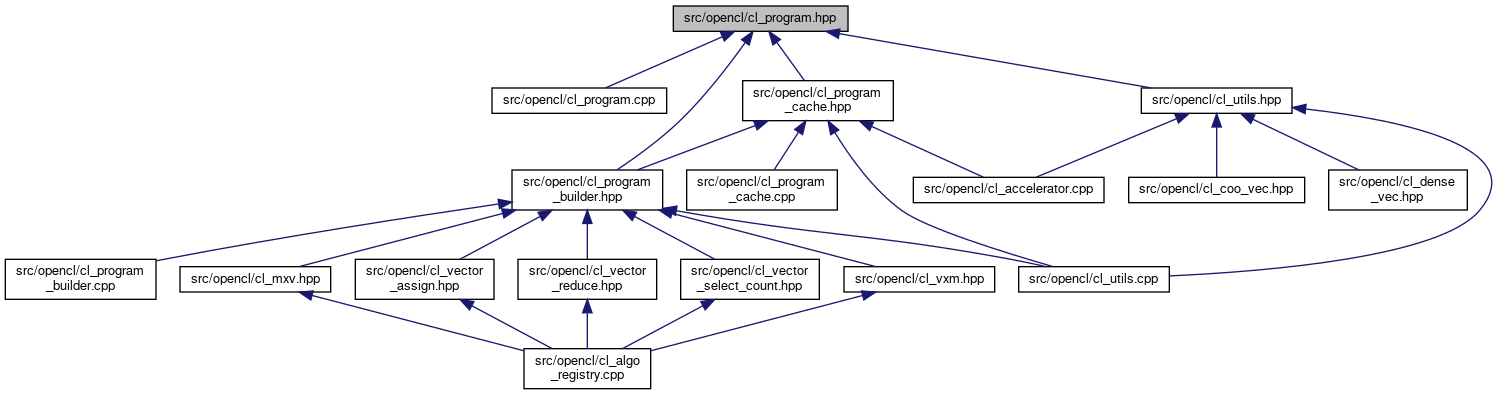 src/opencl/cl_program.hpp
src/opencl/cl_program.cpp
src/opencl/cl_program
_cache.hpp
src/opencl/cl_utils.hpp
src/opencl/cl_program
_builder.hpp
src/opencl/cl_program
_cache.cpp
src/opencl/cl_accelerator.cpp
src/opencl/cl_coo_vec.hpp
src/opencl/cl_dense
_vec.hpp
src/opencl/cl_program
_builder.cpp
src/opencl/cl_mxv.hpp
src/opencl/cl_vector
_assign.hpp
src/opencl/cl_vector
_reduce.hpp
src/opencl/cl_vector
_select_count.hpp
src/opencl/cl_vxm.hpp
src/opencl/cl_utils.cpp
src/opencl/cl_algo
_registry.cpp